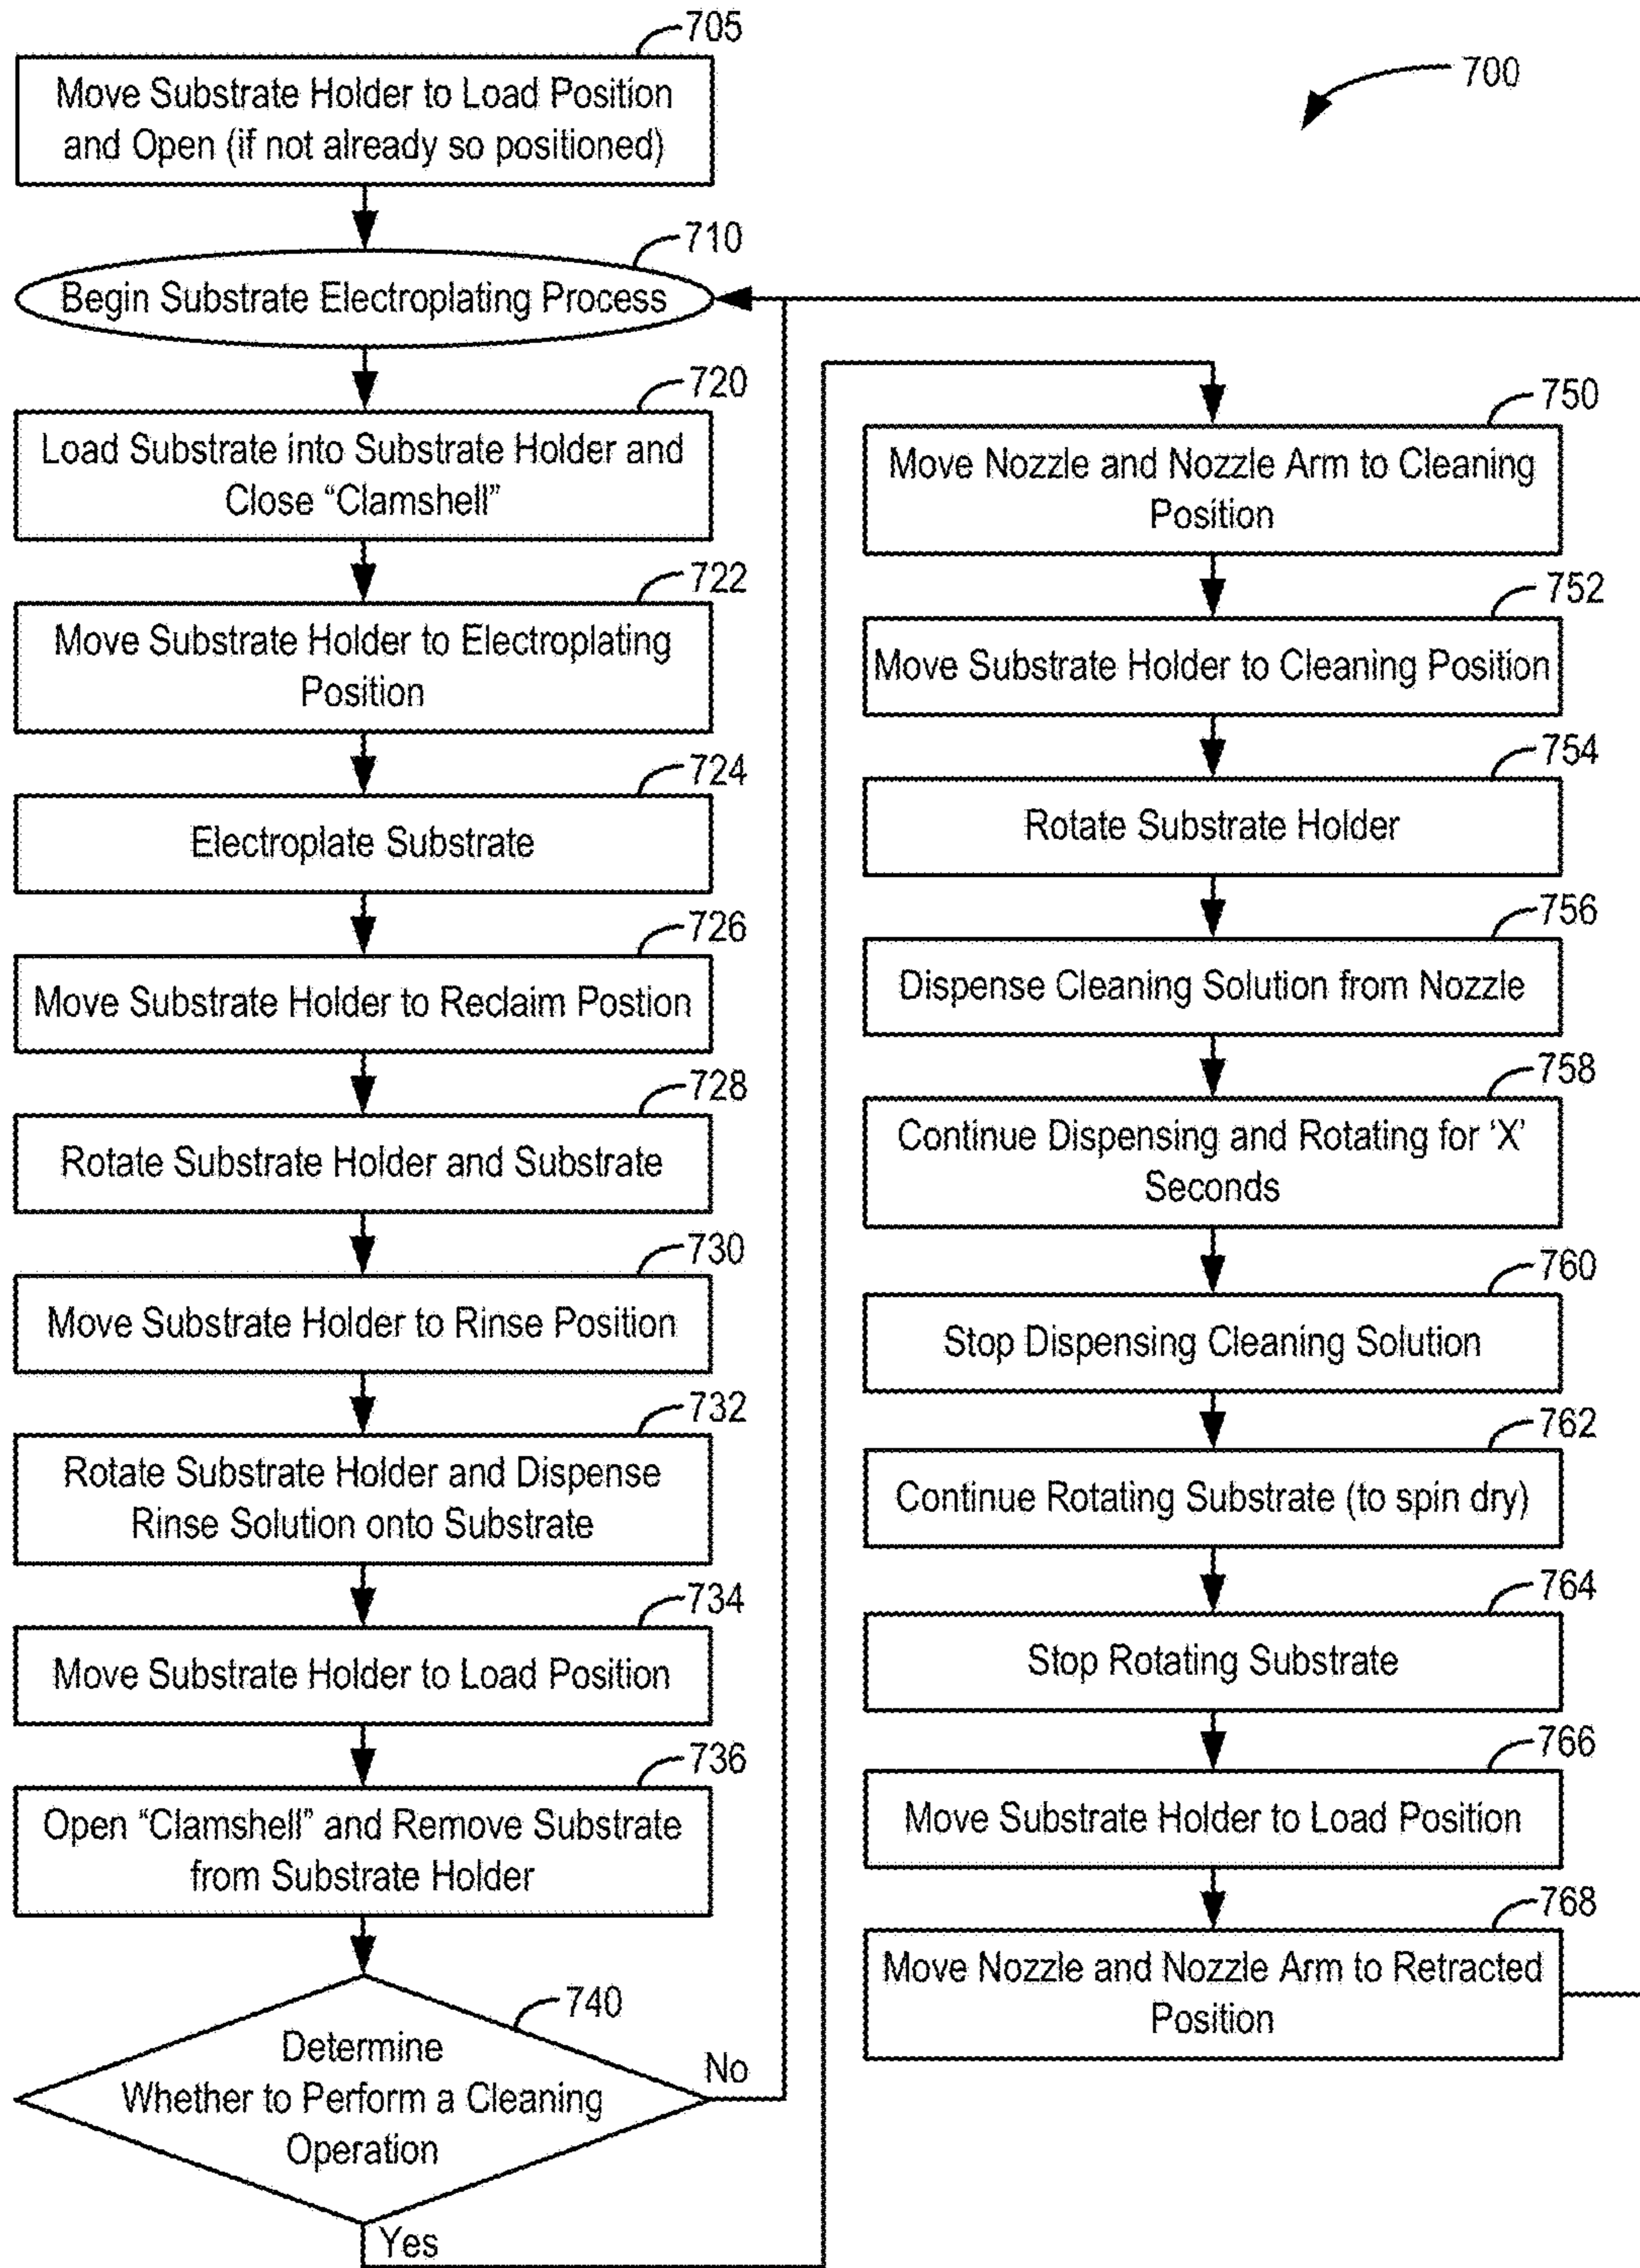 705
Move Substrate Holder to Load Position
and Open (if not already so positioned)
700
710
Begin Substrate Electroplating Process
720
Load Substrate into Substrate Holder and
Close “Clamshell”
722
Move Substrate Holder to Electroplating
Position
724
Electroplate Substrate
726
Move Substrate Holder to Reclaim Postion
728
Rotate Substrate Holder and Substrate
730
Move Substrate Holder to Rinse Position
732
Rotate Substrate Holder and Dispense
Rinse Solution onto Substrate
734
Move Substrate Holder to Load Position
736
Open “Clamshell” and Remove Substrate
from Substrate Holder
740
Determine
Whether to Perform a Cleaning
Operation
No
Yes
750
Move Nozzle and Nozzle Arm to Cleaning
Position
752
Move Substrate Holder to Cleaning Position
754
Rotate Substrate Holder
756
Dispense Cleaning Solution from Nozzle
758
Continue Dispensing and Rotating for ‘X’
Seconds
760
Stop Dispensing Cleaning Solution
762
Continue Rotating Substrate (to spin dry)
764
Stop Rotating Substrate
766
Move Substrate Holder to Load Position
768
Move Nozzle and Nozzle Arm to Retracted
Position